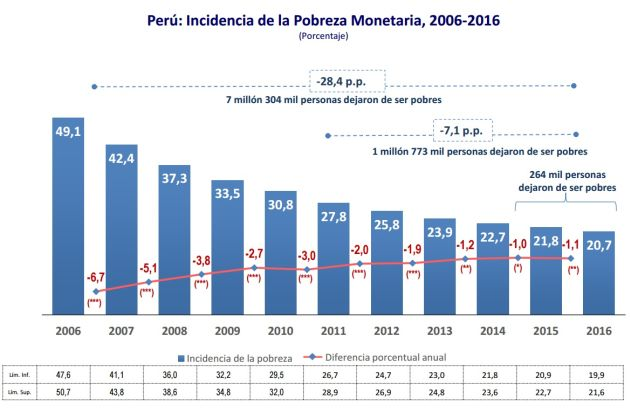 Perú: Incidencia de la Pobreza Monetaria, 2006-2016
(Porcentaje)
-28,4 p.p.
7 millón 304 mil personas dejaron de ser pobres
-7,1 p.p.
1 millón 773 mil personas dejaron de ser pobres
264 mil personas
dejaron de ser pobres
49,1 42,4 37,3 33,5 30,8 27,8 25,8 23,9 22,7 21,8 20,7
-6,7 -5,1 -3,8 -2,7 -3,0 -2,0 -1,9 -1,2 -1,0 -1,1
(***) (***) (***) (***) (***) (***) (***) (**) (*) (**)
2006 2007 2008 2009 2010 2011 2012 2013 2014 2015 2016
Incidencia de la pobreza Diferencia porcentual anual
Lim. Inf. 47,6 41,1 36,0 32,2 29,5 26,7 24,7 23,0 21,8 20,9 19,9
Lim. Sup. 50,7 43,8 38,6 34,8 32,0 28,9 26,9 24,8 23,6 22,7 21,6